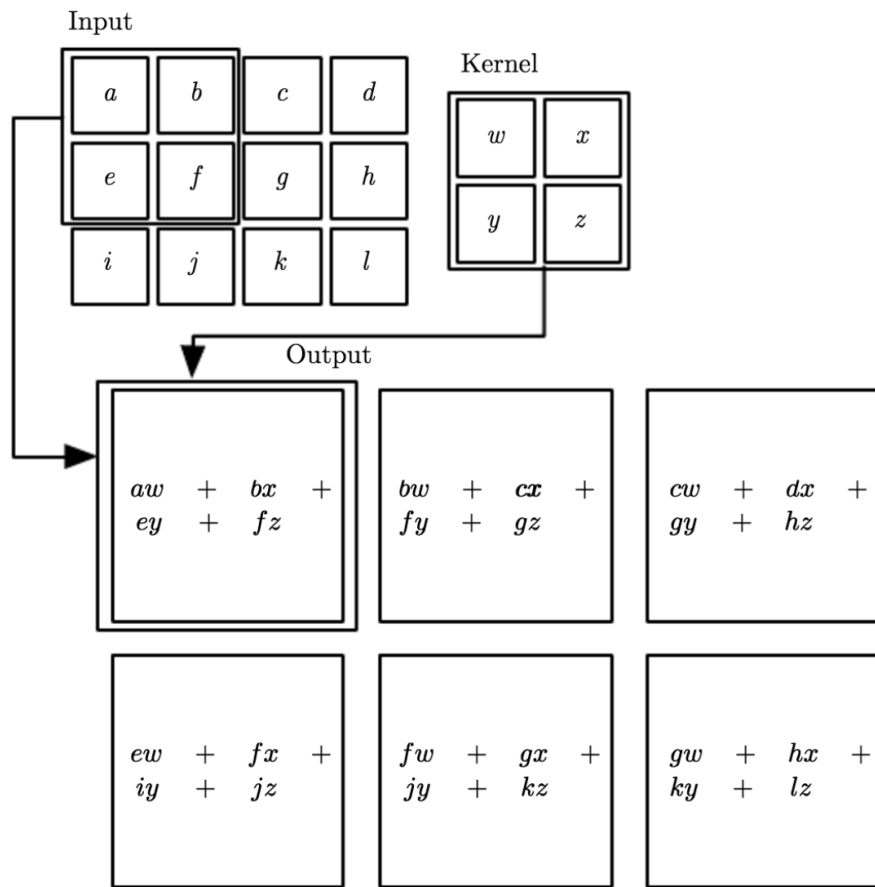 Input
a b c d
e f g h
i j k l
Kernel
w x
y z
Output
aw + bx +
ey + fz
bw + cx +
fy + gz
cw + dx +
gy + hz
ew + fx +
iy + jz
fw + gx +
jy + kz
gw + hx +
ky + lz